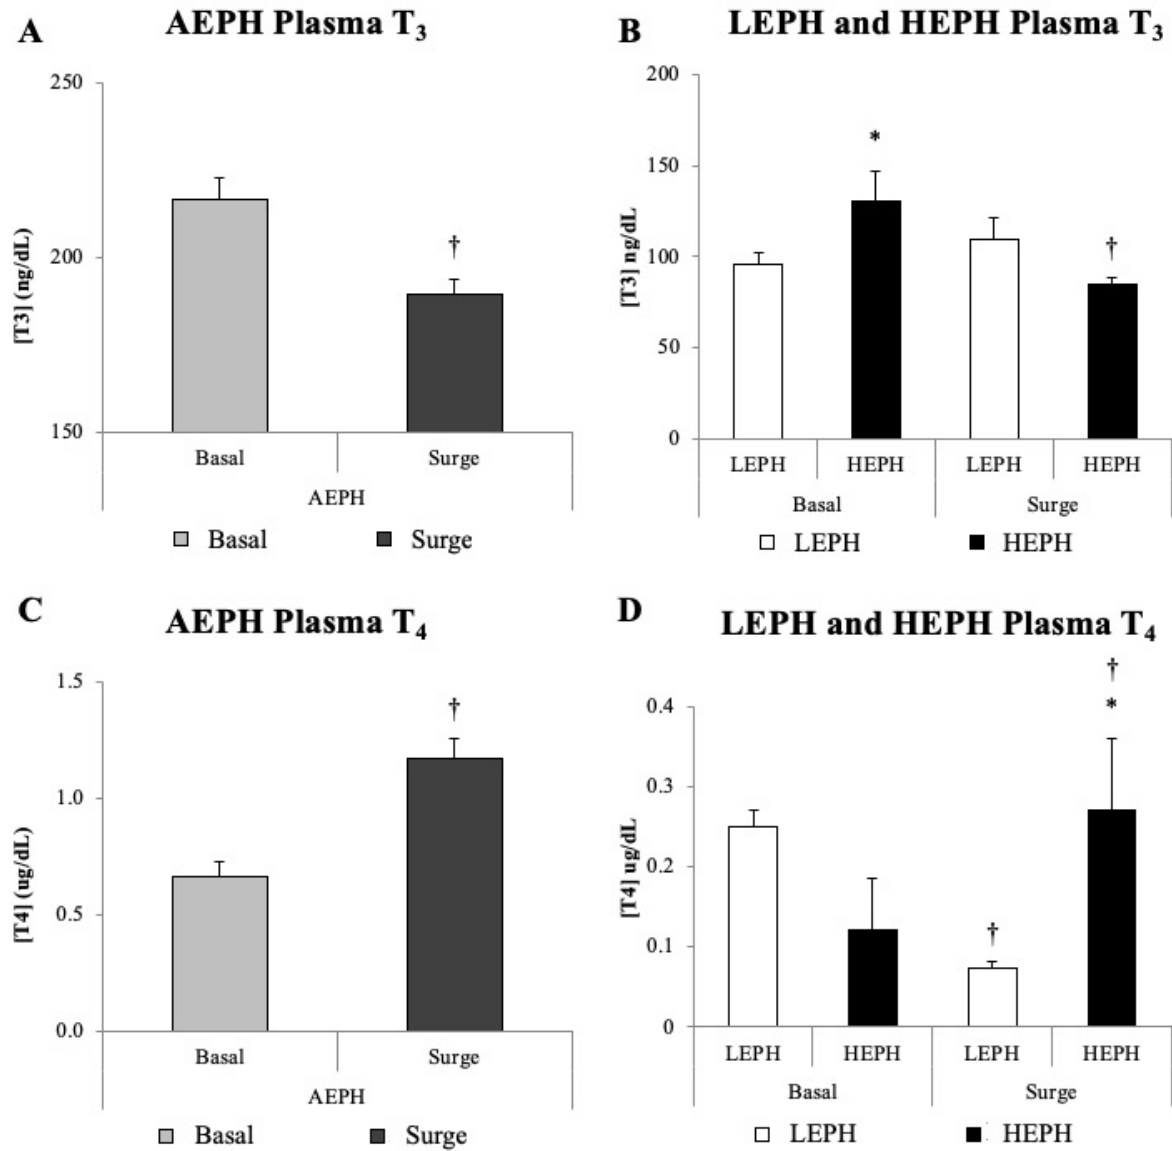 A
AEPH Plasma T3
250
200
150
[T3] (ng/dL)
†
Basal
Surge
AEPH
Basal
Surge
B
LEPH and HEPH Plasma T3
200
150
100
50
0
[T3] ng/dL
*
†
LEPH
HEPH
LEPH
HEPH
Basal
Surge
LEPH
HEPH
C
AEPH Plasma T4
1.5
1.0
0.5
0.0
[T4] (ug/dL)
†
Basal
Surge
AEPH
Basal
Surge
D
LEPH and HEPH Plasma T4
0.4
0.3
0.2
0.1
0
[T4] ug/dL
†
†
*
LEPH
HEPH
LEPH
HEPH
Basal
Surge
LEPH
HEPH